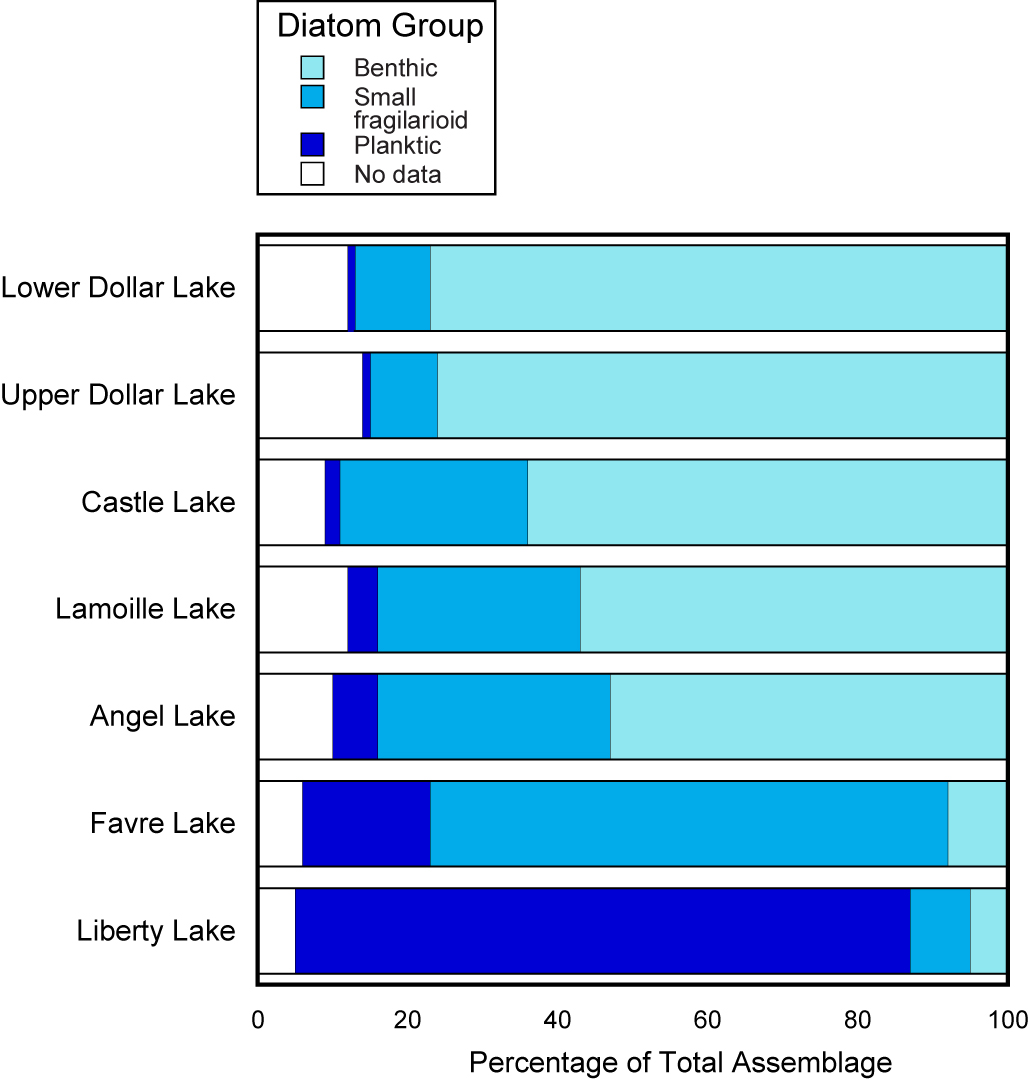 Diatom Group
Benthic
Small
fragilarioid
Planktic
No data
Lower Dollar Lake
Upper Dollar Lake
Castle Lake
Lamoille Lake
Angel Lake
Favre Lake
Liberty Lake
0 20 40 60 80 100
Percentage of Total Assemblage